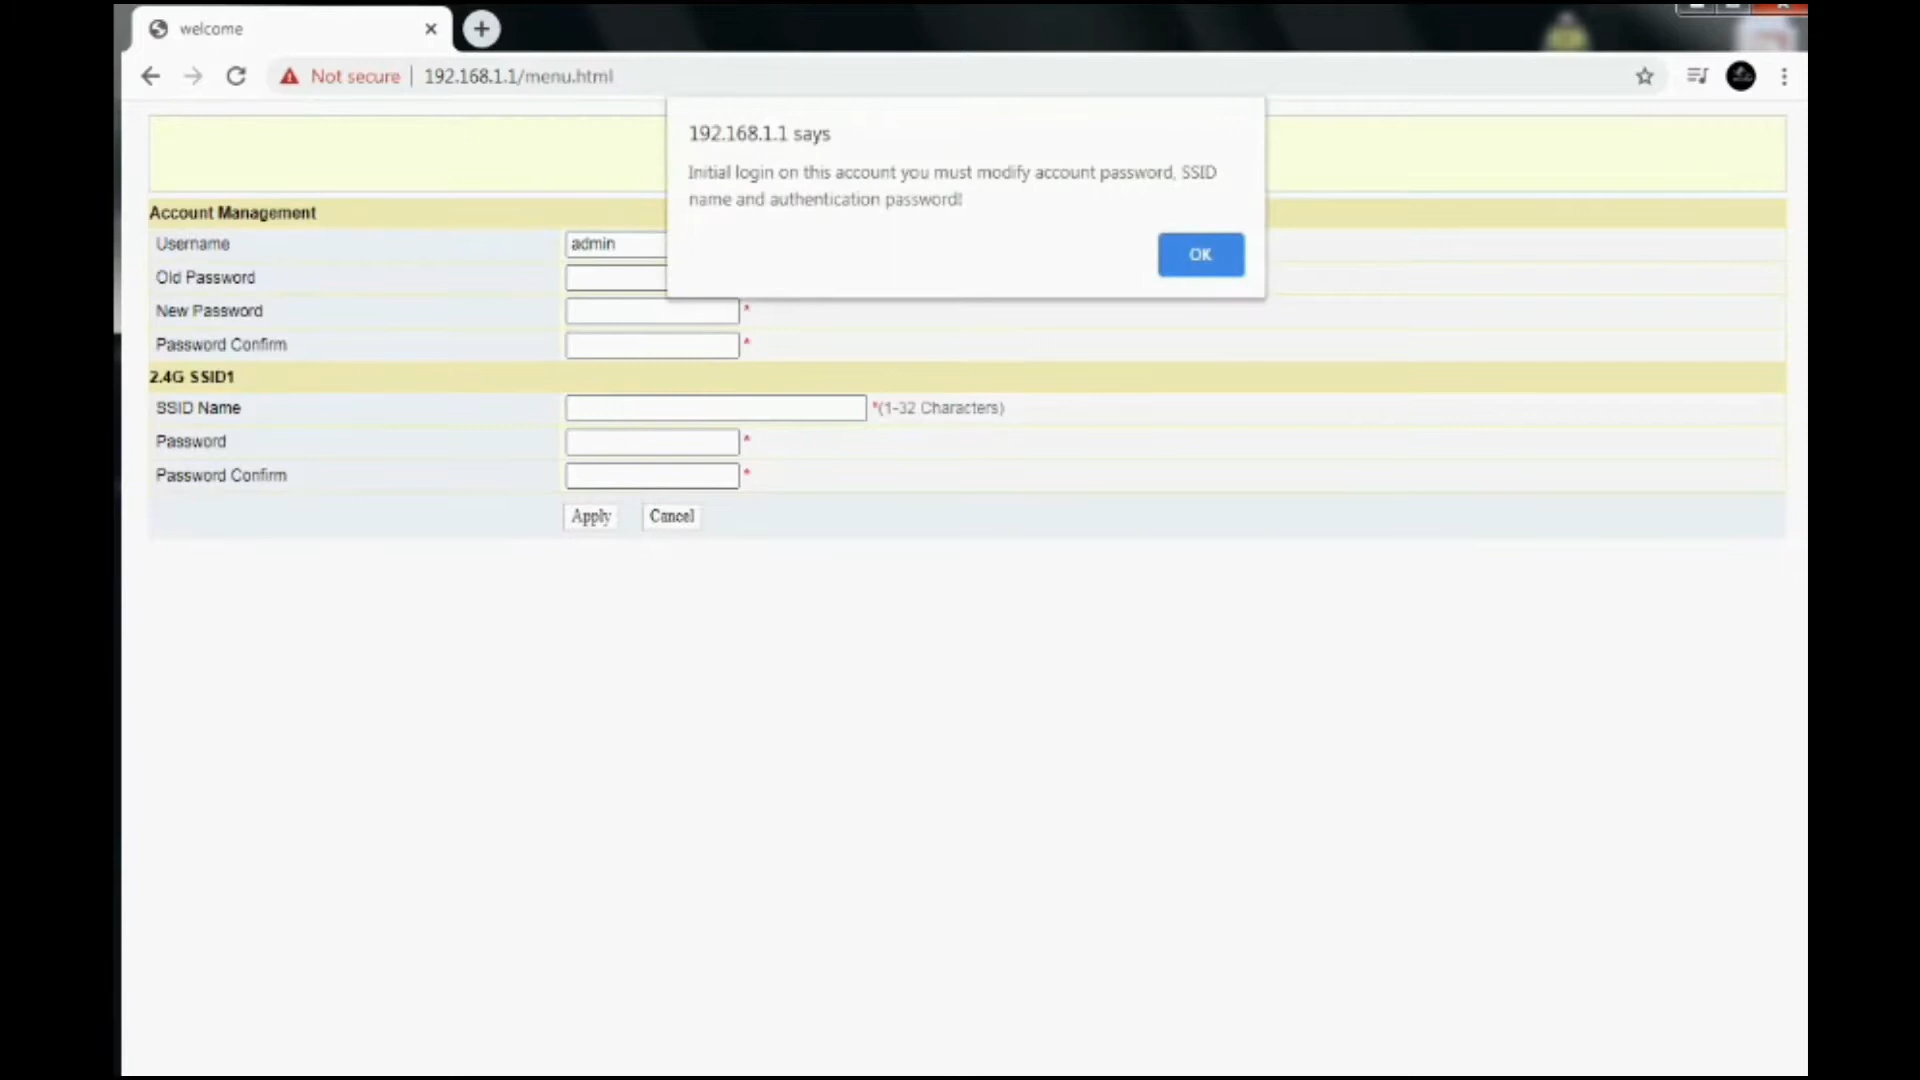 welcome
Not secure
192.168.1.1/menu.html
192.168.1.1 says
Initial login on this account you must modify account password, SSID
name and authentication password!
OK
Account Management
Username
admin
Old Password
New Password
*
Password Confirm
*
2.4G SSID1
SSID Name
*(1-32 Characters)
Password
*
Password Confirm
*
Apply
Cancel